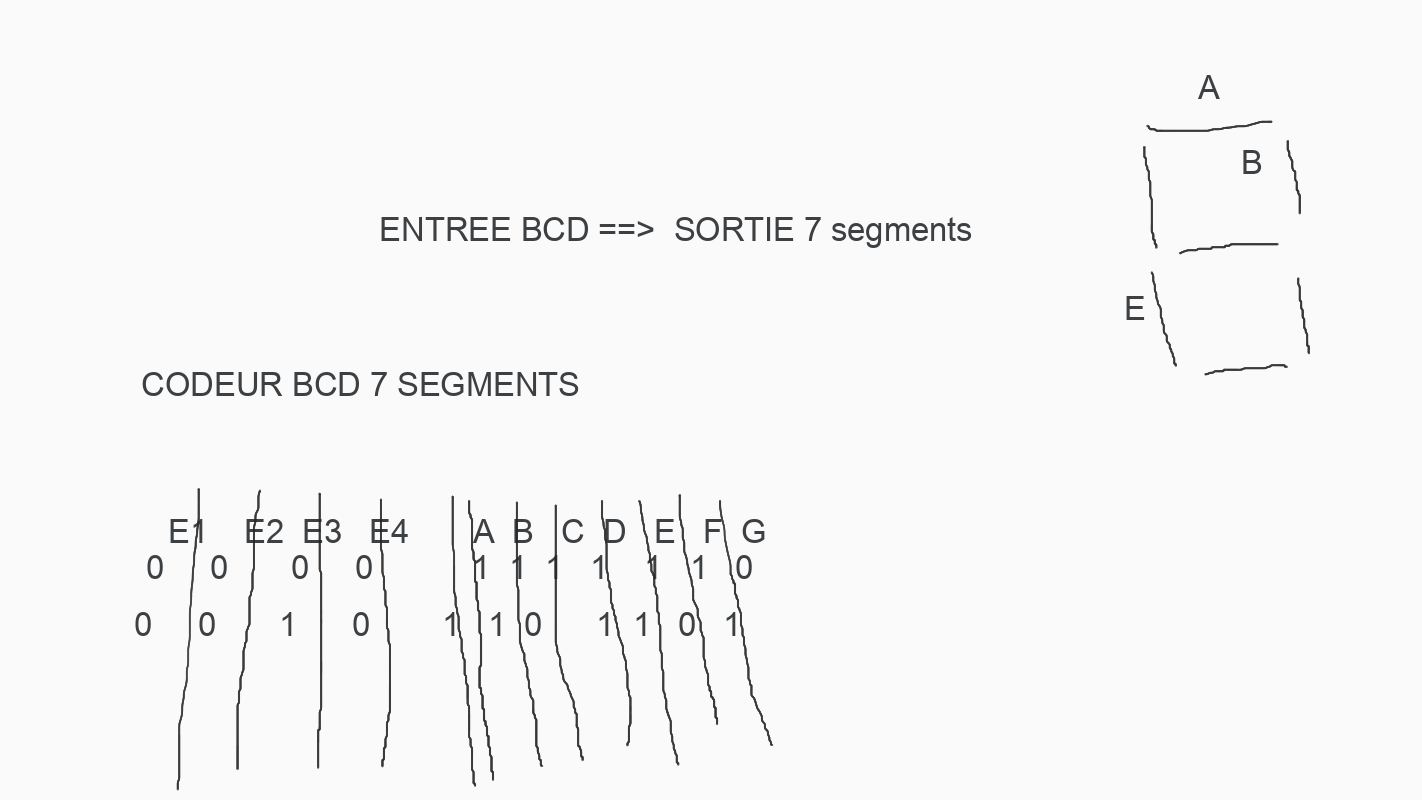 A
B
ENTREE BCD ==> SORTIE 7 segments
E
CODEUR BCD 7 SEGMENTS
E1 E2 E3 E4 A B C D E F G
0 0 0 0 1 1 1 1 1 1 0
0 0 1 0 1 1 0 1 1 0 1